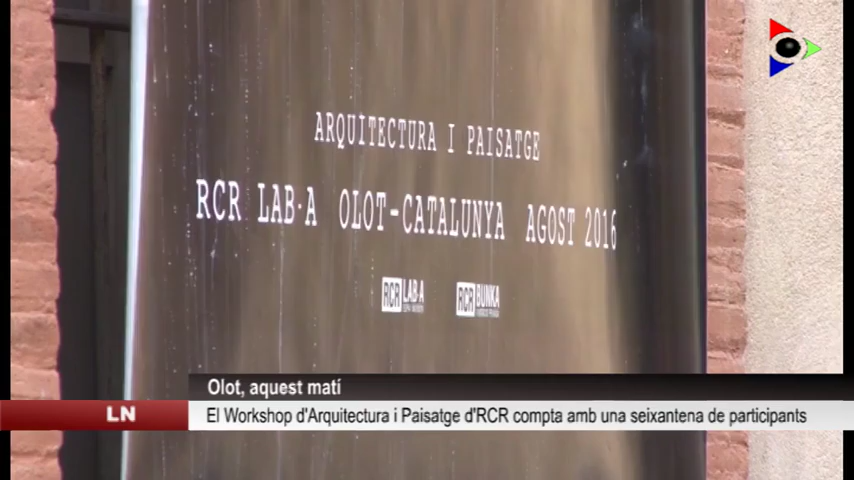 ARQUITECTURA I PAISATGE
RCR LAB·A OLOT-CATALUNYA AGOST 2016
RCR LAB·A
RCR BUNKA
Olot, aquest matí
LN
El Workshop d'Arquitectura i Paisatge d'RCR compta amb una seixantena de participants